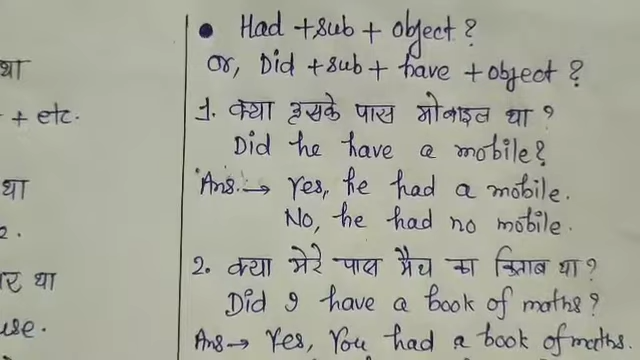 था
+ etc.
था
2.
था
use.
• Had + sub + object ?
or, Did + sub + have + object ?
1. क्या उसके पास मोबाइल था ?
Did he have a mobile?
Ans. → Yes, he had a mobile.
No, he had no mobile.
2. क्या मेरे पास मैथ का किताब था ?
Did I have a book of maths ?
Ans → Yes, You had a book of maths.